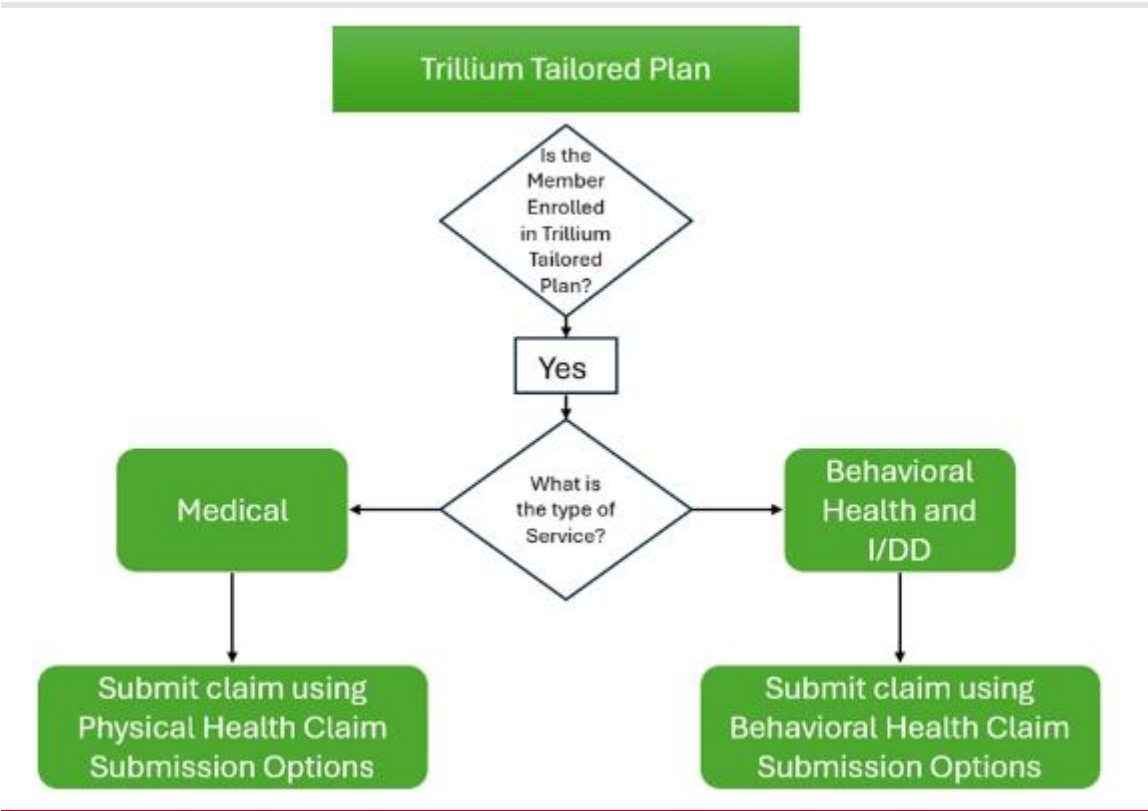 Trillium Tailored Plan
Is the
Member
Enrolled
in Trillium
Tailored
Plan?
Yes
What is
the type of
Service?
Medical
Behavioral
Health and
I/DD
Submit claim using
Physical Health Claim
Submission Options
Submit claim using
Behavioral Health Claim
Submission Options